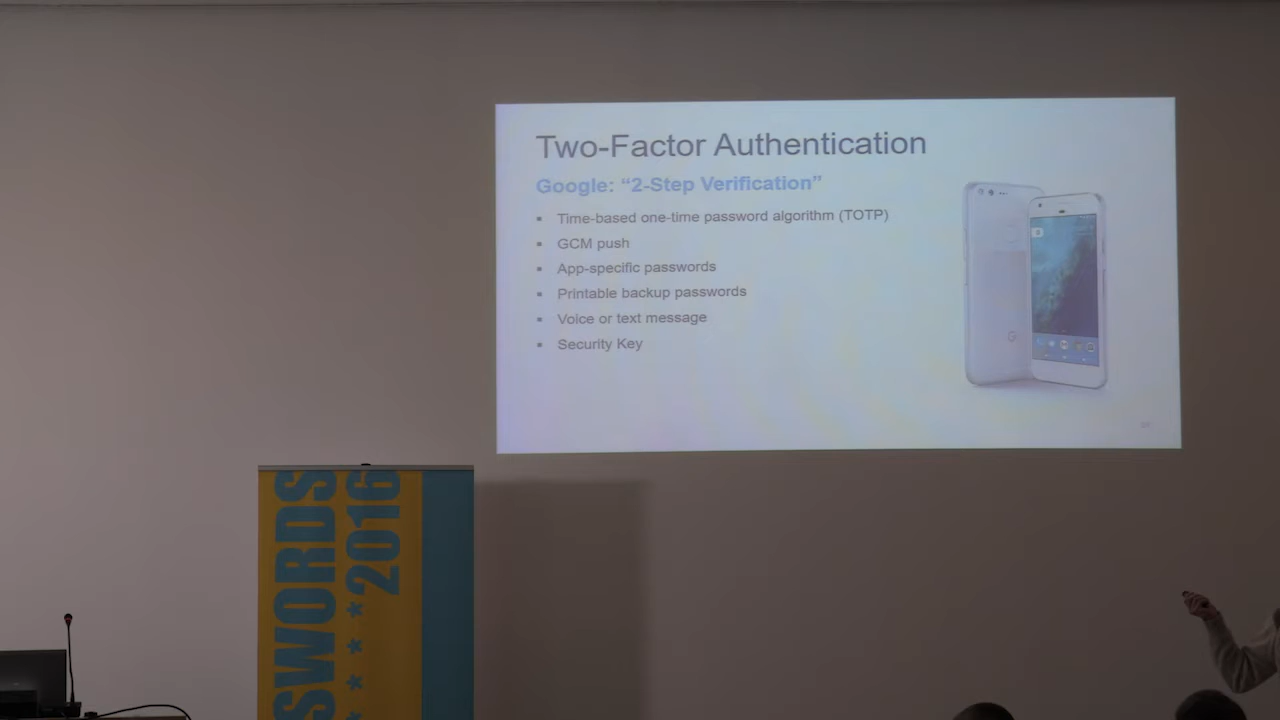 Two-Factor Authentication
Google: “2-Step Verification”
▪ Time-based one-time password algorithm (TOTP)
▪ GCM push
▪ App-specific passwords
▪ Printable backup passwords
▪ Voice or text message
▪ Security Key
SWORDS
****2016